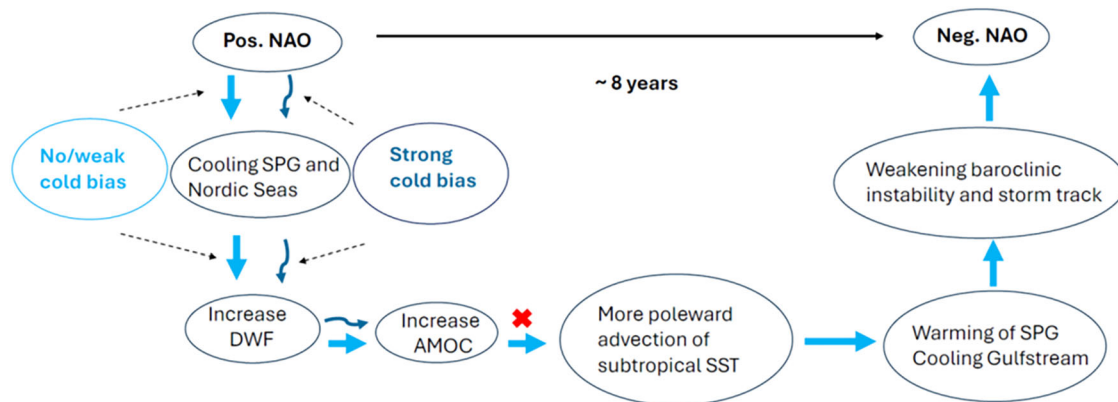 Pos. NAO
Neg. NAO
~ 8 years
No/weak
cold bias
Cooling SPG and
Nordic Seas
Strong
cold bias
Weakening baroclinic
instability and storm track
Increase
DWF
Increase
AMOC
More poleward
advection of
subtropical SST
Warming of SPG
Cooling Gulfstream